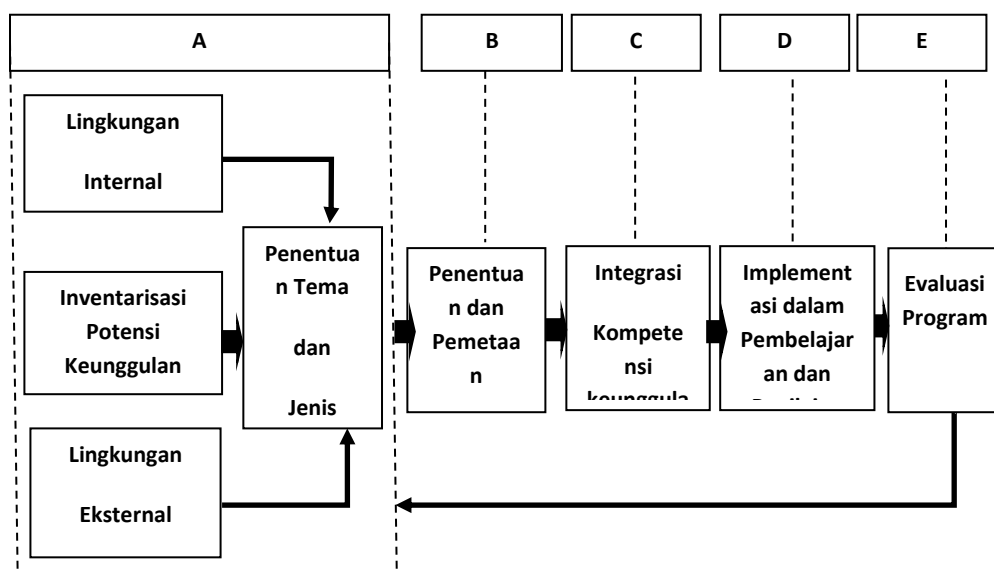 A
B
C
D
E
Lingkungan
Internal
Inventarisasi
Potensi
Keunggulan
Lingkungan
Eksternal
Penentua
n Tema
dan
Jenis
Penentua
n dan
Pemetaa
n
Integrasi
Kompete
nsi
Implement
asi dalam
Pembelajar
an dan
Evaluasi
Program